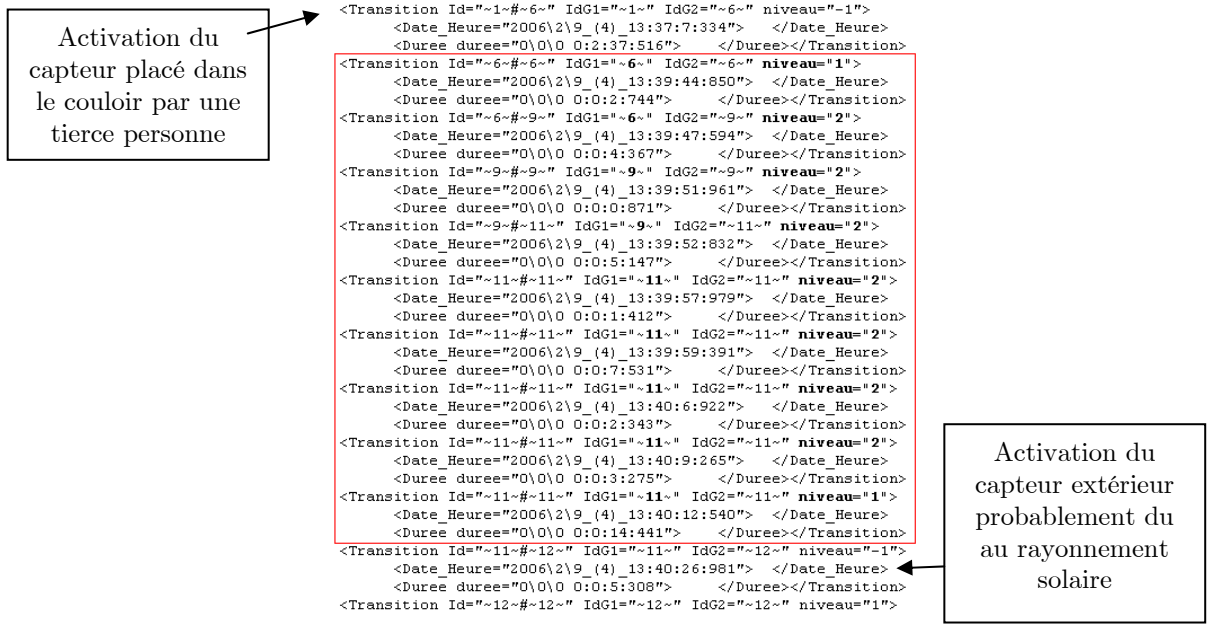 Activation du
capteur placé dans
le couloir par une
tierce personne
<Transition Id="~1~#~6~" IdG1="~1~" IdG2="~6~" niveau="-1">
<Date_Heure="2006\2\9_(4)_13:37:7:334"> </Date_Heure>
<Duree duree="0\0\0 0:2:37:516"> </Duree></Transition>
<Transition Id="~6~#~6~" IdG1="~6~" IdG2="~6~" niveau="1">
<Date_Heure="2006\2\9_(4)_13:39:44:850"> </Date_Heure>
<Duree duree="0\0\0 0:0:2:744"> </Duree></Transition>
<Transition Id="~6~#~9~" IdG1="~6~" IdG2="~9~" niveau="2">
<Date_Heure="2006\2\9_(4)_13:39:47:594"> </Date_Heure>
<Duree duree="0\0\0 0:0:4:367"> </Duree></Transition>
<Transition Id="~9~#~9~" IdG1="~9~" IdG2="~9~" niveau="2">
<Date_Heure="2006\2\9_(4)_13:39:51:961"> </Date_Heure>
<Duree duree="0\0\0 0:0:0:871"> </Duree></Transition>
<Transition Id="~9~#~11~" IdG1="~9~" IdG2="~11~" niveau="2">
<Date_Heure="2006\2\9_(4)_13:39:52:832"> </Date_Heure>
<Duree duree="0\0\0 0:0:5:147"> </Duree></Transition>
<Transition Id="~11~#~11~" IdG1="~11~" IdG2="~11~" niveau="2">
<Date_Heure="2006\2\9_(4)_13:39:57:979"> </Date_Heure>
<Duree duree="0\0\0 0:0:1:412"> </Duree></Transition>
<Transition Id="~11~#~11~" IdG1="~11~" IdG2="~11~" niveau="2">
<Date_Heure="2006\2\9_(4)_13:39:59:391"> </Date_Heure>
<Duree duree="0\0\0 0:0:7:531"> </Duree></Transition>
<Transition Id="~11~#~11~" IdG1="~11~" IdG2="~11~" niveau="2">
<Date_Heure="2006\2\9_(4)_13:40:6:922"> </Date_Heure>
<Duree duree="0\0\0 0:0:2:343"> </Duree></Transition>
<Transition Id="~11~#~11~" IdG1="~11~" IdG2="~11~" niveau="2">
<Date_Heure="2006\2\9_(4)_13:40:9:265"> </Date_Heure>
<Duree duree="0\0\0 0:0:3:275"> </Duree></Transition>
<Transition Id="~11~#~11~" IdG1="~11~" IdG2="~11~" niveau="1">
<Date_Heure="2006\2\9_(4)_13:40:12:540"> </Date_Heure>
<Duree duree="0\0\0 0:0:14:441"> </Duree></Transition>
<Transition Id="~11~#~12~" IdG1="~11~" IdG2="~12~" niveau="-1">
<Date_Heure="2006\2\9_(4)_13:40:26:981"> </Date_Heure>
<Duree duree="0\0\0 0:0:5:308"> </Duree></Transition>
<Transition Id="~12~#~12~" IdG1="~12~" IdG2="~12~" niveau="1">
Activation du
capteur extérieur
probablement du
au rayonnement
solaire